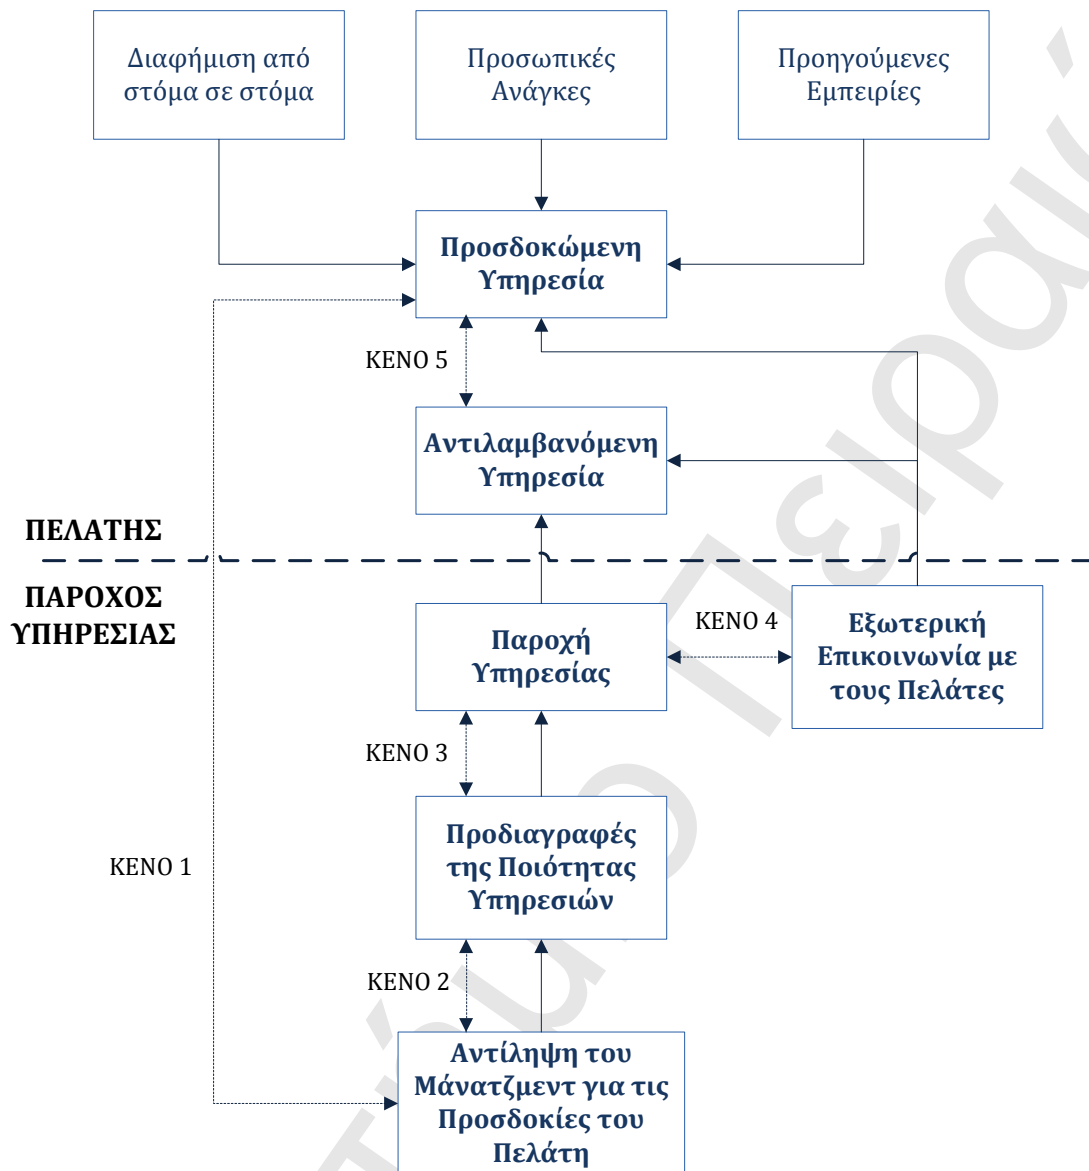 Διαφήμιση από
στόμα σε στόμα
Προσωπικές
Ανάγκες
Προηγούμενες
Εμπειρίες
Προσδοκώμενη
Υπηρεσία
ΚΕΝΟ 5
Αντιλαμβανόμενη
Υπηρεσία
ΠΕΛΑΤΗΣ
ΠΑΡΟΧΟΣ
ΥΠΗΡΕΣΙΑΣ
Παροχή
Υπηρεσίας
ΚΕΝΟ 4
Εξωτερική
Επικοινωνία με
τους Πελάτες
ΚΕΝΟ 3
Προδιαγραφές
της Ποιότητας
Υπηρεσιών
ΚΕΝΟ 1
ΚΕΝΟ 2
Αντίληψη του
Μάνατζμεντ για τις
Προσδοκίες του
Πελάτη